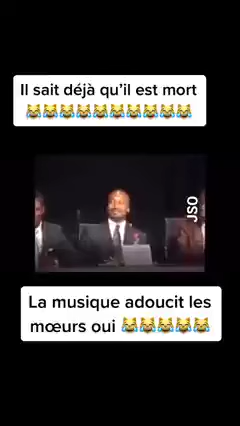 Il sait déjà qu'il est mort
😹😹😹😹😹😹😹😹😹😹
JSO
La musique adoucit les
mœurs oui 😹😹😹😹😹